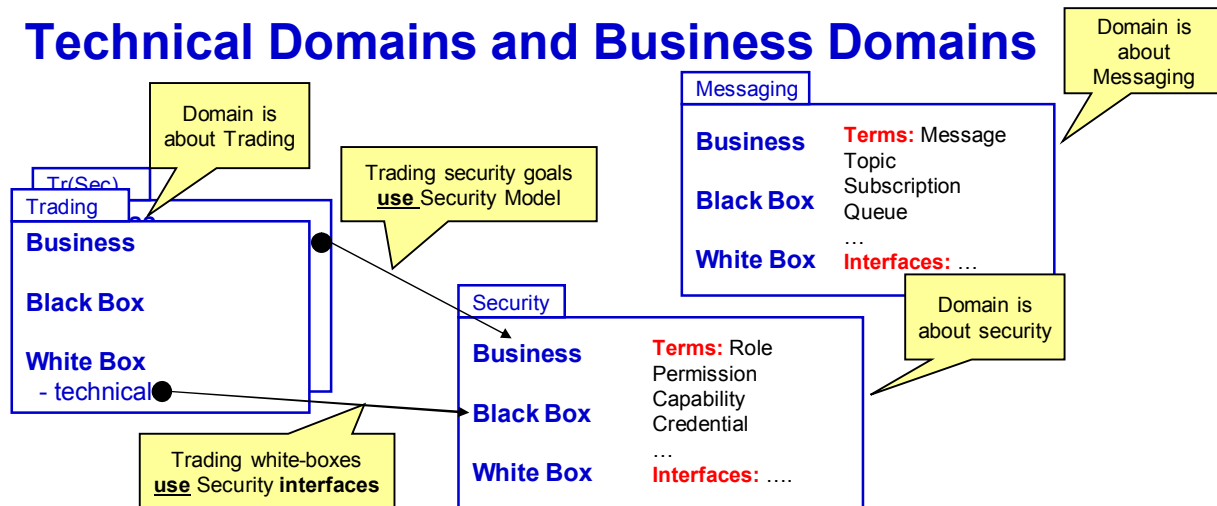 Technical Domains and Business Domains
Domain is
about
Messaging
Domain is
about Trading
Trading security goals
use Security Model
Messaging
Business
Black Box
White Box
Terms: Message
Topic
Subscription
Queue
…
Interfaces: …
Tr(Sec)
Trading
Business
Black Box
White Box
- technical
Domain is
about security
Security
Business
Black Box
White Box
Terms: Role
Permission
Capability
Credential
…
Interfaces: ….
Trading white-boxes
use Security interfaces